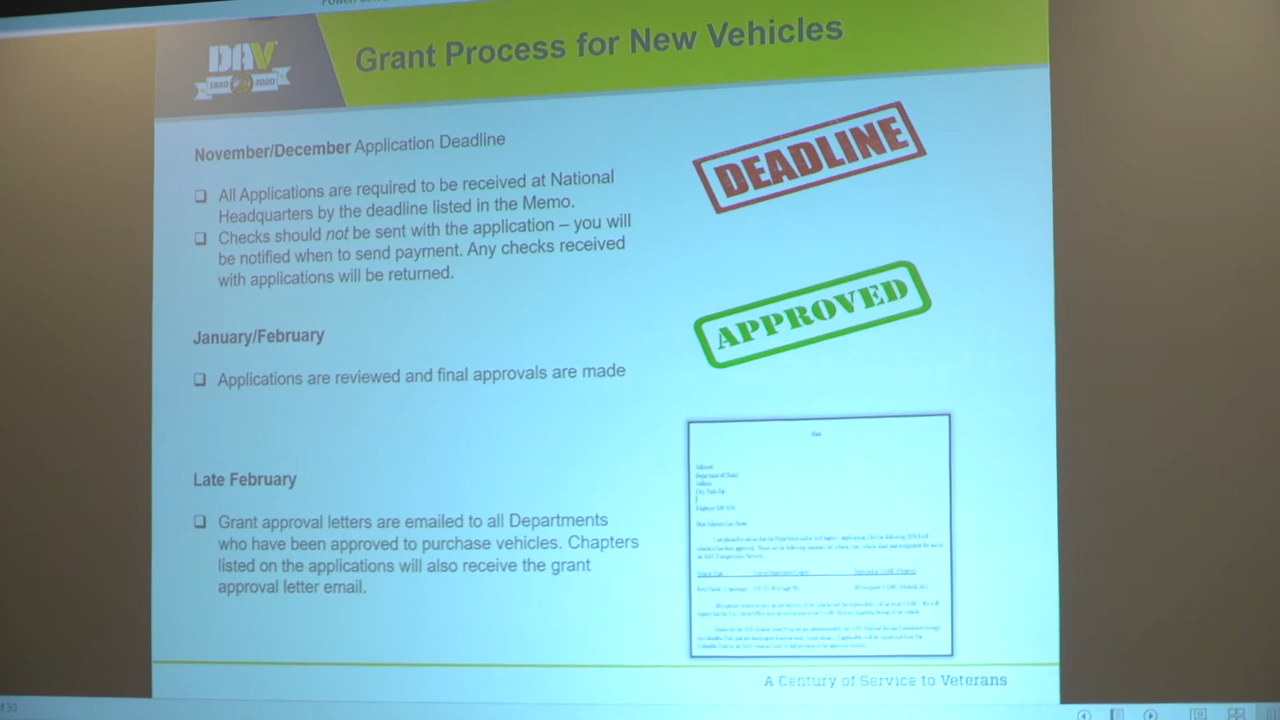 DAV
1920 2020
Grant Process for New Vehicles
November/December Application Deadline
All Applications are required to be received at National
Headquarters by the deadline listed in the Memo.
Checks should not be sent with the application – you will
be notified when to send payment. Any checks received
with applications will be returned.
DEADLINE
January/February
Applications are reviewed and final approvals are made
APPROVED
Late February
Grant approval letters are emailed to all Departments
who have been approved to purchase vehicles. Chapters
listed on the applications will also receive the grant
approval letter email.
Date
Adjutant
Address
A Century of Service to Veterans